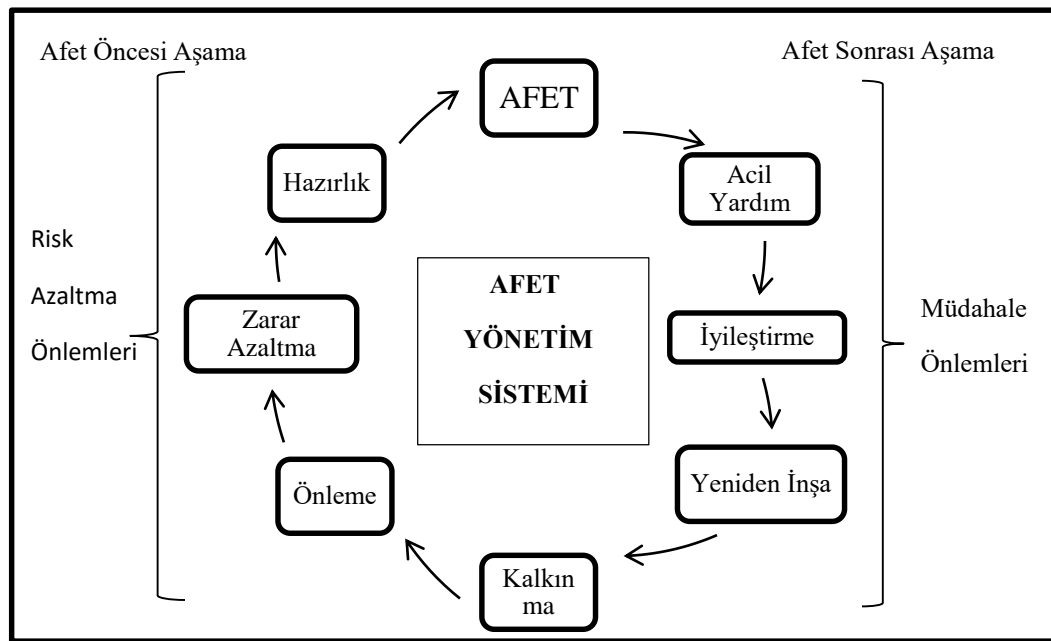 Afet Öncesi Aşama
Afet Sonrası Aşama
AFET
Hazırlık
Acil
Yardım
Risk
Azaltma
Önlemleri
Zarar
Azaltma
AFET
YÖNETİM
SİSTEMİ
İyileştirme
Müdahale
Önlemleri
Önleme
Yeniden İnşa
Kalkın
ma